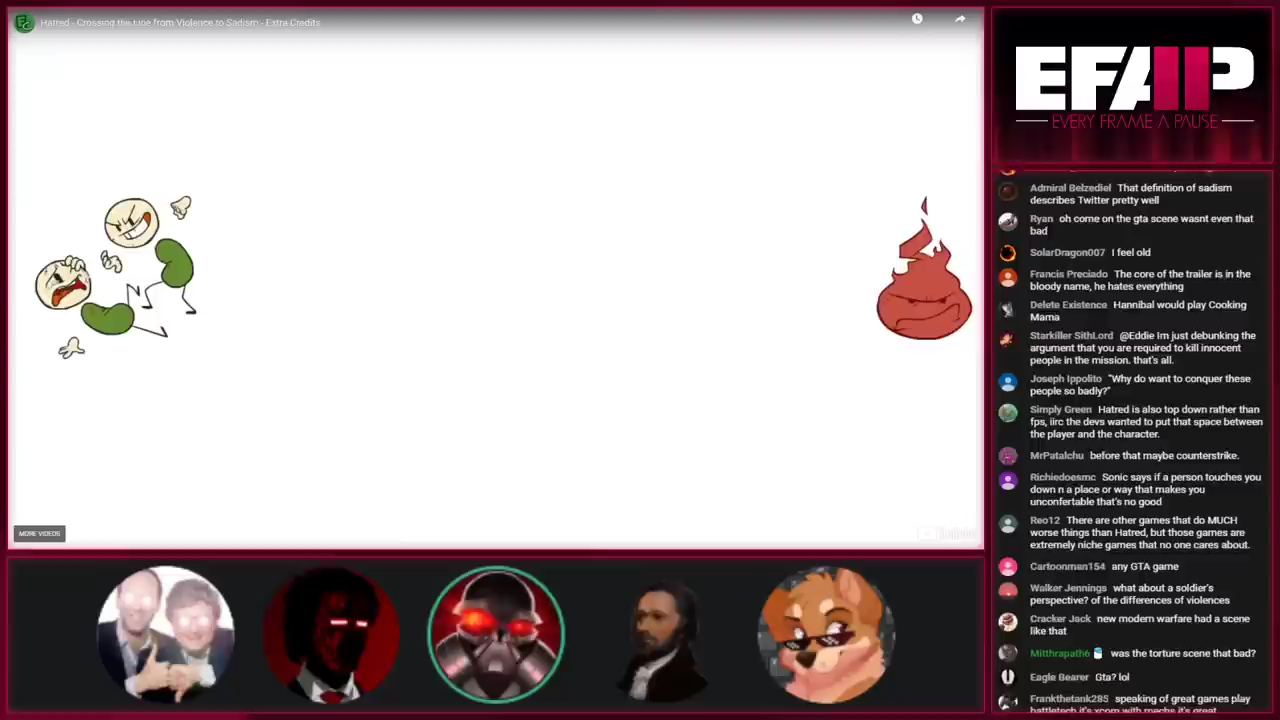 Hatred - Crossing the Line from Violence to Sadism - Extra Credits
MORE VIDEOS
EFAP
EVERY FRAME A PAUSE
Admiral Belzediel That definition of sadism
describes Twitter pretty well
Ryan oh come on the gta scene wasnt even that
bad
SolarDragon007 I feel old
Francis Preciado The core of the trailer is in the
bloody name, he hates everything
Delete Existence Hannibal would play Cooking
Mama
Starkiller SithLord @Eddie Im just debunking the
argument that you are required to kill innocent
people in the mission. that's all.
Joseph Ippolito "Why do want to conquer these
people so badly?"
Simply Green Hatred is also top down rather than
fps, iirc the devs wanted to put that space between
the player and the character.
MrPatalchu before that maybe counterstrike.
Richiedoesmc Sonic says if a person touches you
down n a place or way that makes you
unconfertable that's no good
Reo12 There are other games that do MUCH
worse things than Hatred, but those games are
extremely niche games that no one cares about.
Cartoonman154 any GTA game
Walker Jennings what about a soldier's
perspective? of the differences of violences
Cracker Jack new modern warfare had a scene
like that
Mitthrapath6 was the torture scene that bad?
Eagle Bearer Gta? lol
Frankthetank285 speaking of great games play
battletech it's xcom with mechs it's great